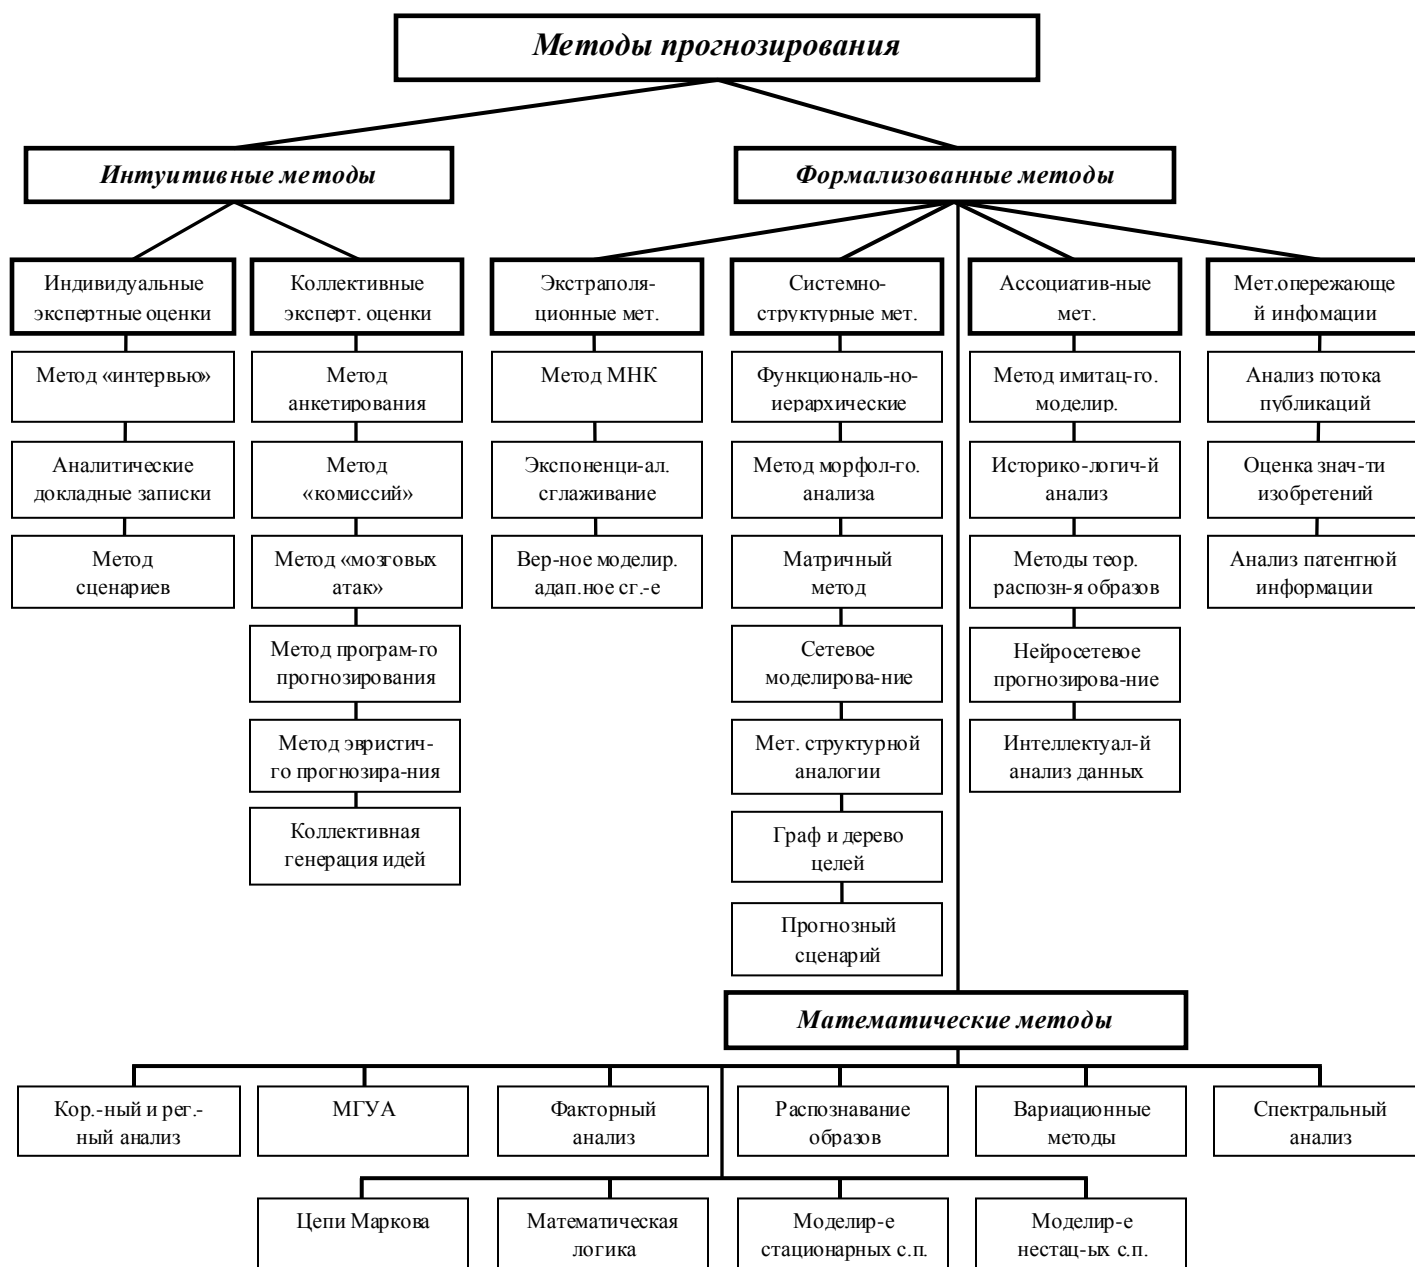 Методы прогнозирования
Интуитивные методы
Формализованные методы
Индивидуальные
экспертные оценки
Коллективные
эксперт. оценки
Экстраполя-
ционные мет.
Системно-
структурные мет.
Ассоциатив-ные
мет.
Мет.опережающе
й инфомации
Метод «интервью»
Метод
анкетирования
Метод МНК
Функциональ-но-
иерархические
Метод имитац-го.
моделир.
Анализ потока
публикаций
Аналитические
докладные записки
Метод
«комиссий»
Экспоненци-ал.
сглаживание
Метод морфол-го.
анализа
Историко-логич-й
анализ
Оценка знач-ти
изобретений
Метод
сценариев
Метод «мозговых
атак»
Вер-ное моделир.
адап.ное сг.-е
Матричный
метод
Методы теор.
распозн-я образов
Анализ патентной
информации
Метод програм-го
прогнозирования
Сетевое
моделирова-ние
Нейросетевое
прогнозирова-ние
Метод эвристич-
го прогнозира-ния
Мет. структурной
аналогии
Интеллектуал-й
анализ данных
Коллективная
генерация идей
Граф и дерево
целей
Прогнозный
сценарий
Математические методы
Кор.-ный и рег.-
ный анализ
МГУА
Факторный
анализ
Распознавание
образов
Вариационные
методы
Спектральный
анализ
Цепи Маркова
Математическая
логика
Моделир-е
стационарных с.п.
Моделир-е
нестац-ых с.п.